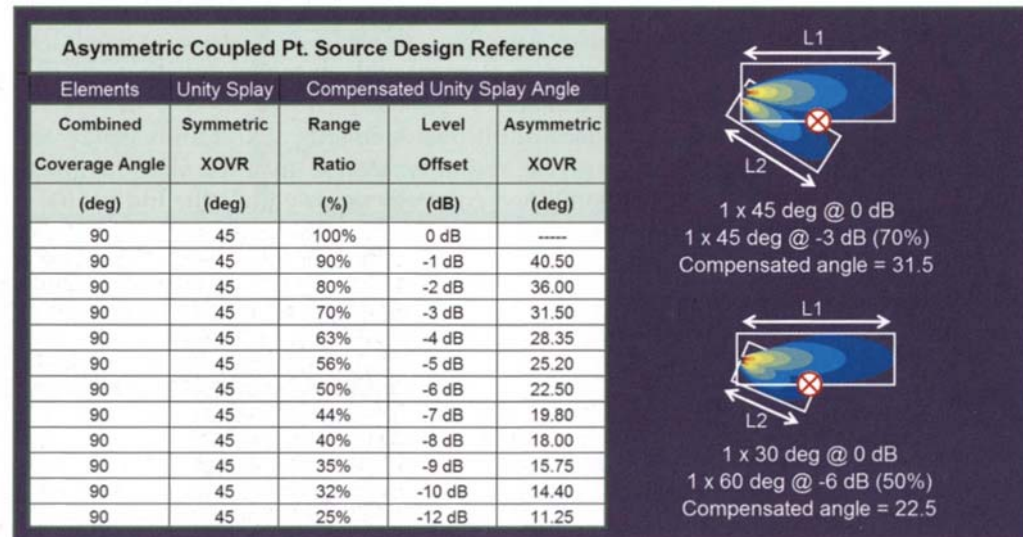 Asymmetric Coupled Pt. Source Design Reference
Elements Unity Splay Compensated Unity Splay Angle
Combined Symmetric Range Level Asymmetric
Coverage Angle XOVR Ratio Offset XOVR
(deg) (deg) (%) (dB) (deg)
90 45 100% 0 dB -----
90 45 90% -1 dB 40.50
90 45 80% -2 dB 36.00
90 45 70% -3 dB 31.50
90 45 63% -4 dB 28.35
90 45 56% -5 dB 25.20
90 45 50% -6 dB 22.50
90 45 44% -7 dB 19.80
90 45 40% -8 dB 18.00
90 45 35% -9 dB 15.75
90 45 32% -10 dB 14.40
90 45 25% -12 dB 11.25
L1
L2
1 x 45 deg @ 0 dB
1 x 45 deg @ -3 dB (70%)
Compensated angle = 31.5
L1
L2
1 x 30 deg @ 0 dB
1 x 60 deg @ -6 dB (50%)
Compensated angle = 22.5